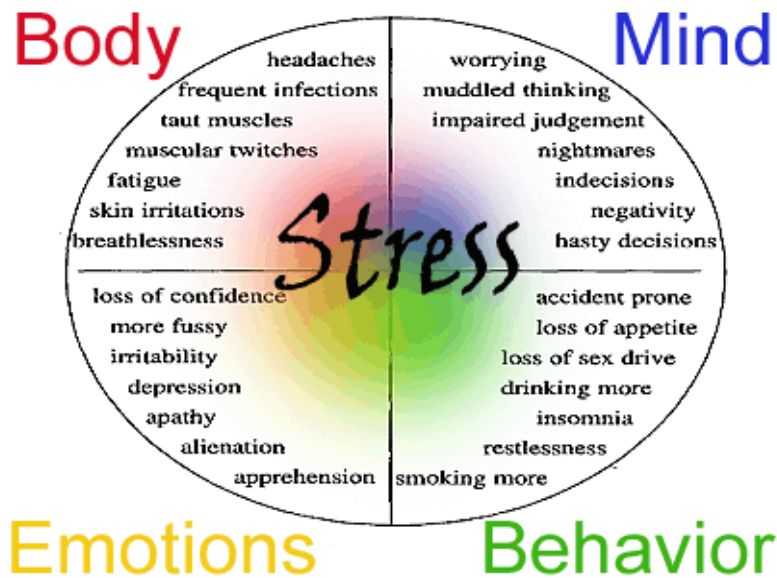 Body
headaches
frequent infections
taut muscles
muscular twitches
fatigue
skin irritations
breathlessness
Mind
worrying
muddled thinking
impaired judgement
nightmares
indecisions
negativity
hasty decisions
Stress
loss of confidence
more fussy
irritability
depression
apathy
alienation
apprehension
Emotions
accident prone
loss of appetite
loss of sex drive
drinking more
insomnia
restlessness
smoking more
Behavior